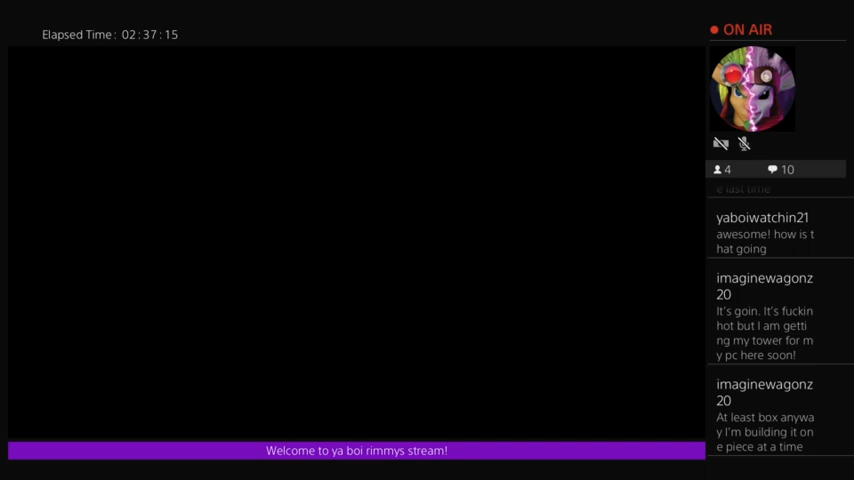 Elapsed Time: 02:37:15
ON AIR
4 10
e last time
yaboiwatchin21
awesome! how is t
hat going
imaginewagonz
20
It's goin. It's fuckin
hot but I am getti
ng my tower for m
y pc here soon!
imaginewagonz
20
At least box anywa
y I'm building it on
e piece at a time
Welcome to ya boi rimmys stream!